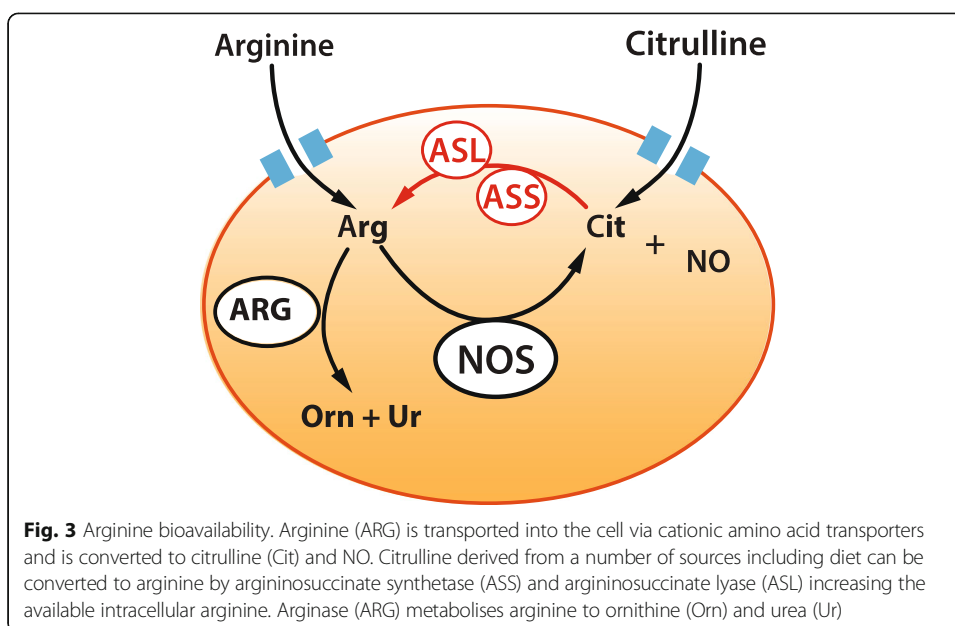 Arginine
Citrulline
ASL
ASS
Arg
Cit
+
NO
ARG
NOS
Orn + Ur
Fig. 3 Arginine bioavailability. Arginine (ARG) is transported into the cell via cationic amino acid transporters
and is converted to citrulline (Cit) and NO. Citrulline derived from a number of sources including diet can be
converted to arginine by argininosuccinate synthetase (ASS) and argininosuccinate lyase (ASL) increasing the
available intracellular arginine. Arginase (ARG) metabolises arginine to ornithine (Orn) and urea (Ur)